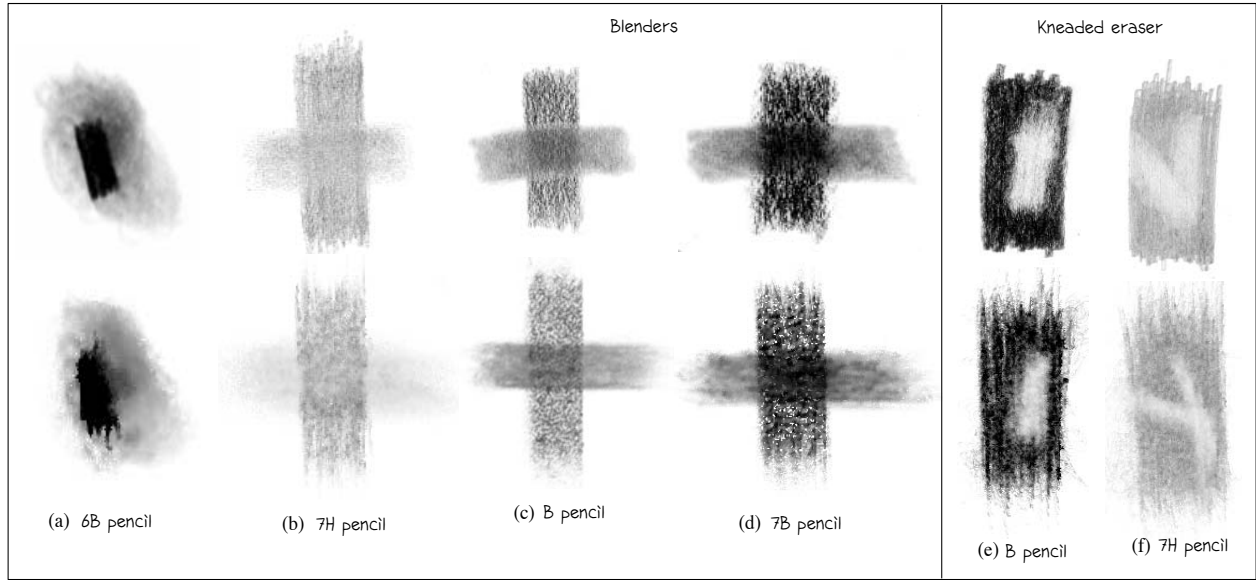 Blenders
Kneaded eraser
(a) 6B pencil
(b) 7H pencil
(c) B pencil
(d) 7B pencil
(e) B pencil
(f) 7H pencil